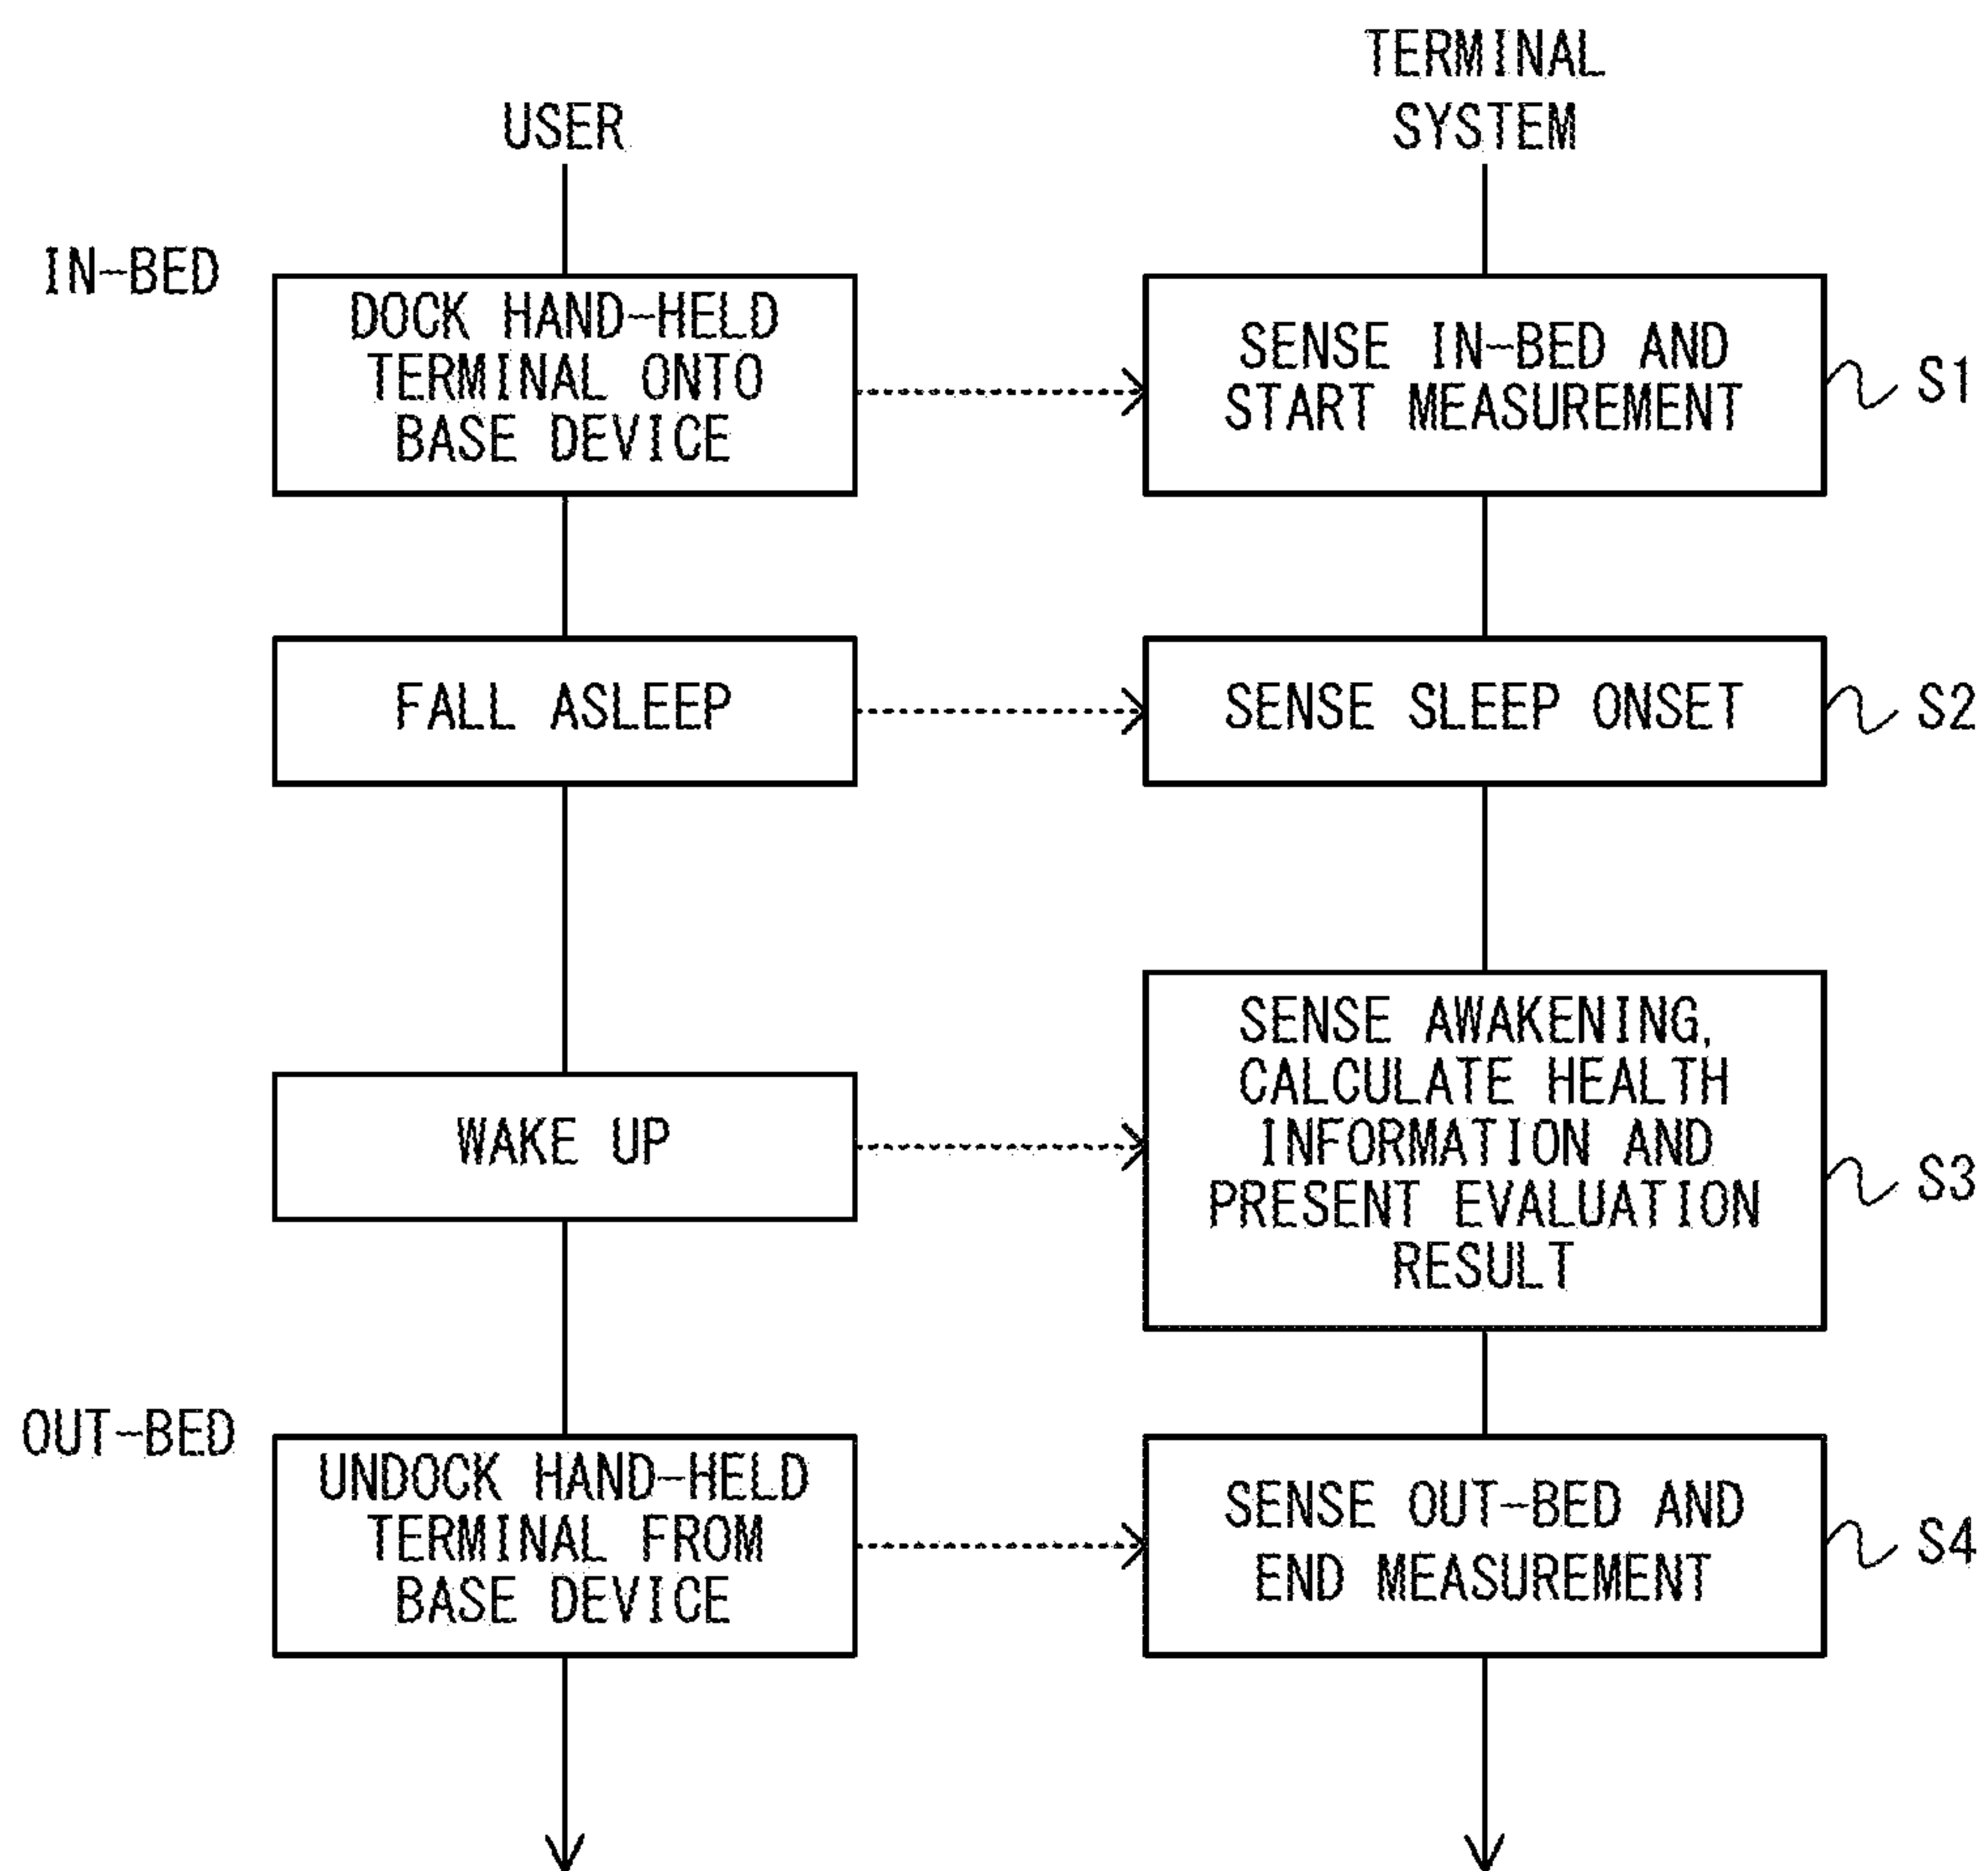 TERMINAL
SYSTEM
USER
IN-BED
DOCK HAND-HELD
TERMINAL ONTO
BASE DEVICE
SENSE IN-BED AND
START MEASUREMENT
S1
FALL ASLEEP
SENSE SLEEP ONSET
S2
WAKE UP
SENSE AWAKENING,
CALCULATE HEALTH
INFORMATION AND
PRESENT EVALUATION
RESULT
S3
OUT-BED
UNDOCK HAND-HELD
TERMINAL FROM
BASE DEVICE
SENSE OUT-BED AND
END MEASUREMENT
S4